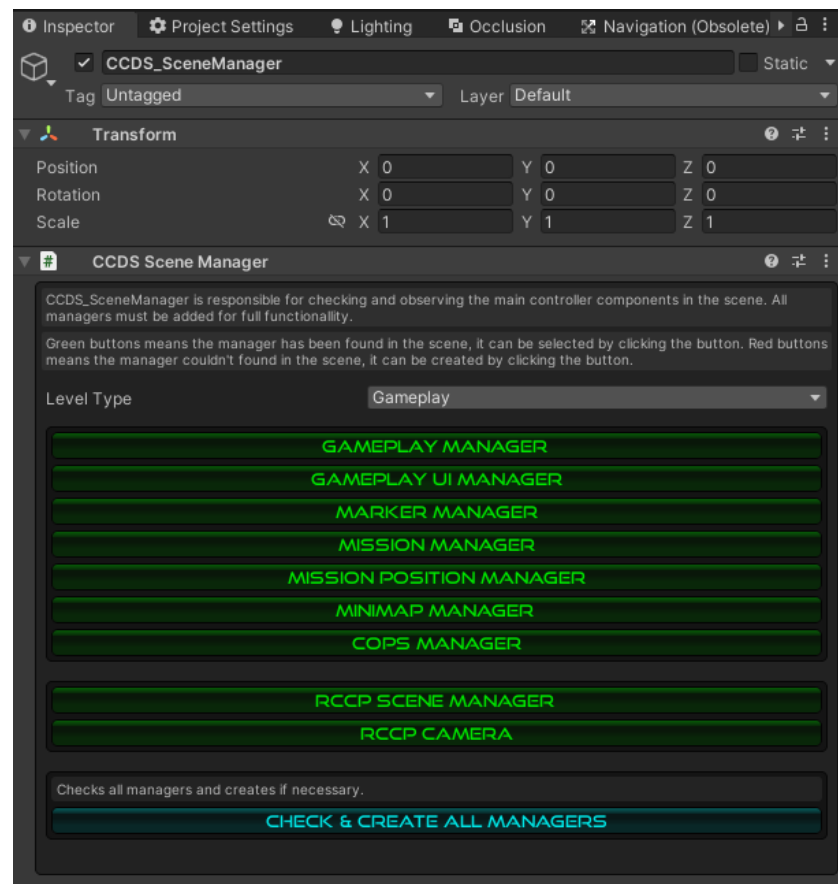 Inspector Project Settings Lighting Occlusion Navigation (Obsolete)
CCDS_SceneManager Static
Tag Untagged Layer Default
Transform
Position X 0 Y 0 Z 0
Rotation X 0 Y 0 Z 0
Scale X 1 Y 1 Z 1
# CCDS Scene Manager
CCDS_SceneManager is responsible for checking and observing the main controller components in the scene. All
managers must be added for full functionallity.
Green buttons means the manager has been found in the scene, it can be selected by clicking the button. Red buttons
means the manager couldn't found in the scene, it can be created by clicking the button.
Level Type Gameplay
GAMEPLAY MANAGER
GAMEPLAY UI MANAGER
MARKER MANAGER
MISSION MANAGER
MISSION POSITION MANAGER
MINIMAP MANAGER
COPS MANAGER
RCCP SCENE MANAGER
RCCP CAMERA
Checks all managers and creates if necessary.
CHECK & CREATE ALL MANAGERS